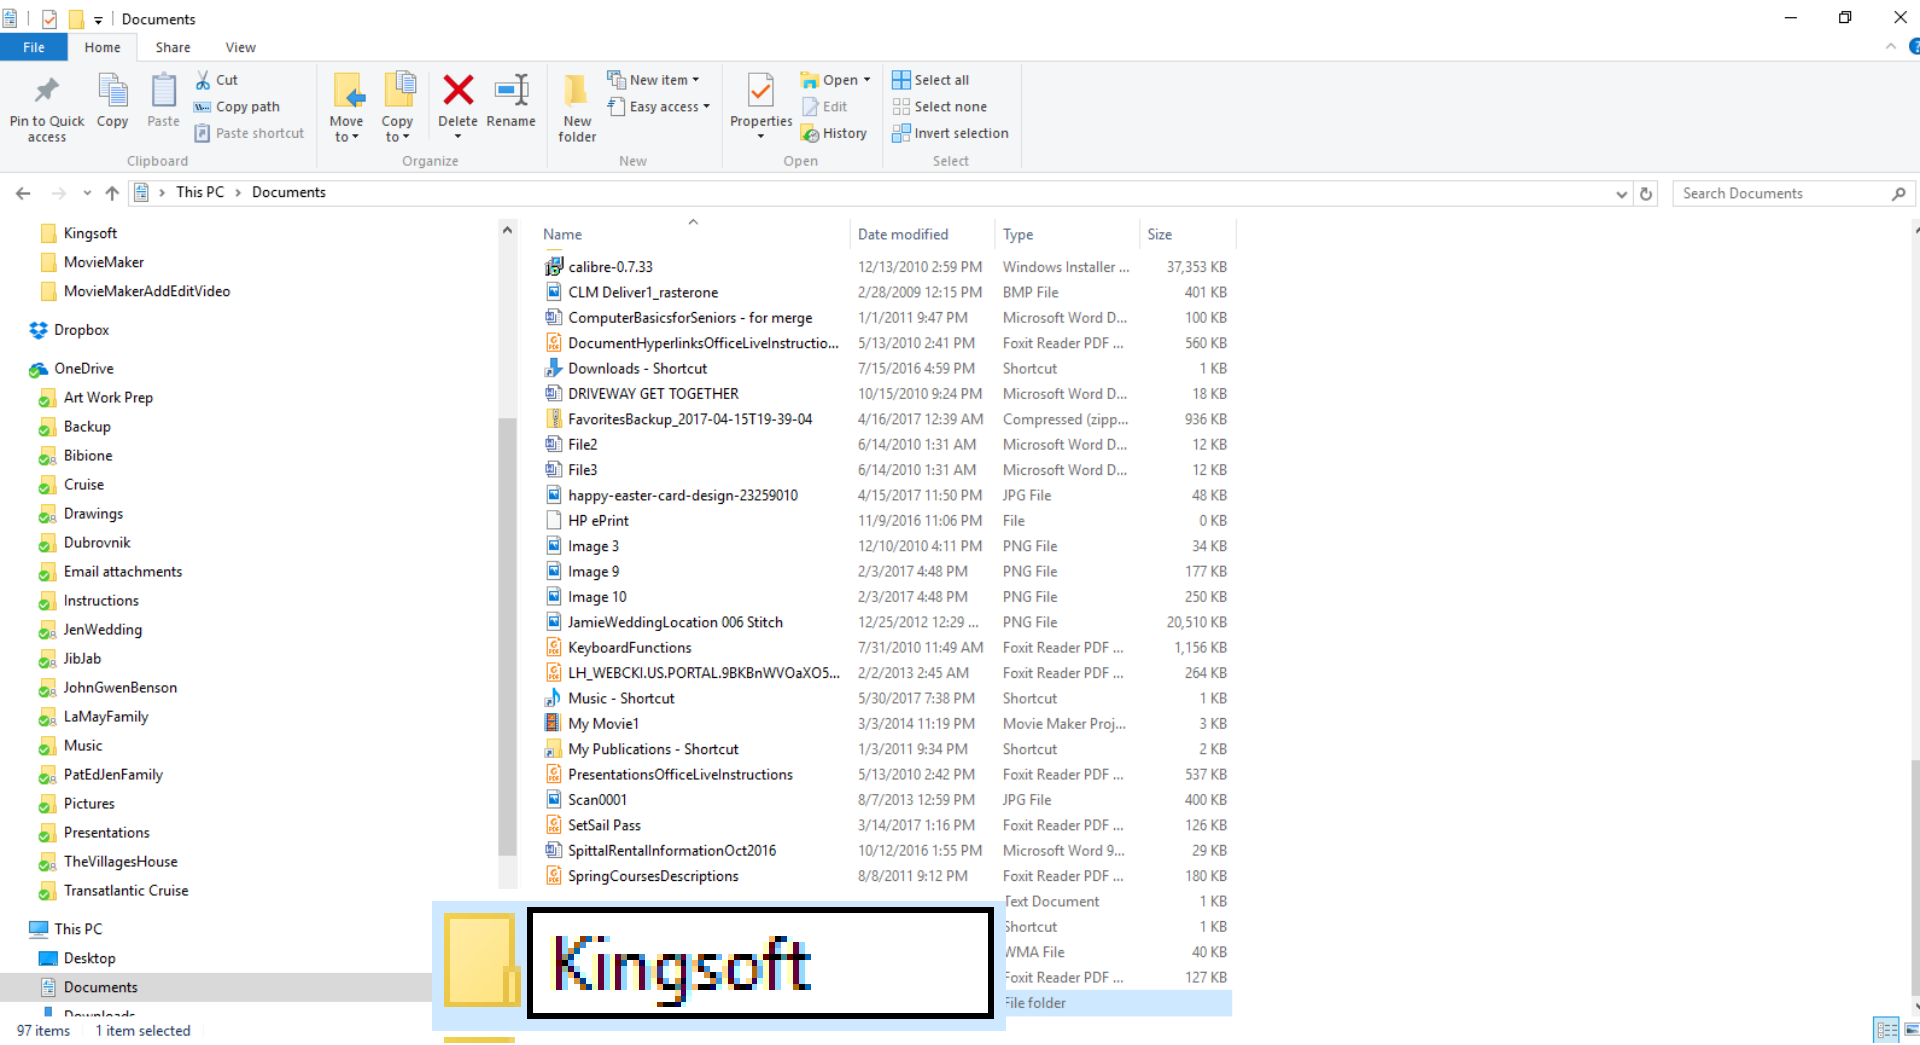 Documents
File Home Share View
Pin to Quick access
Copy
Paste
Cut
Copy path
Paste shortcut
Clipboard
Move to
Copy to
Delete
Rename
Organize
New folder
New item
Easy access
New
Properties
Open
Edit
History
Open
Select all
Select none
Invert selection
Select
This PC > Documents
Search Documents
Kingsoft
MovieMaker
MovieMakerAddEditVideo
Dropbox
OneDrive
Art Work Prep
Backup
Bibione
Cruise
Drawings
Dubrovnik
Email attachments
Instructions
JenWedding
JibJab
JohnGwenBenson
LaMayFamily
Music
PatEdJenFamily
Pictures
Presentations
TheVillagesHouse
Transatlantic Cruise
This PC
Desktop
Documents
Downloads
Name Date modified Type Size
calibre-0.7.33 12/13/2010 2:59 PM Windows Installer ... 37,353 KB
CLM Deliver1_rasterone 2/28/2009 12:15 PM BMP File 401 KB
ComputerBasicsforSeniors - for merge 1/1/2011 9:47 PM Microsoft Word D... 100 KB
DocumentHyperlinksOfficeLiveInstructio... 5/13/2010 2:41 PM Foxit Reader PDF ... 560 KB
Downloads - Shortcut 7/15/2016 4:59 PM Shortcut 1 KB
DRIVEWAY GET TOGETHER 10/15/2010 9:24 PM Microsoft Word D... 18 KB
FavoritesBackup_2017-04-15T19-39-04 4/16/2017 12:39 AM Compressed (zipp... 936 KB
File2 6/14/2010 1:31 AM Microsoft Word D... 12 KB
File3 6/14/2010 1:31 AM Microsoft Word D... 12 KB
happy-easter-card-design-23259010 4/15/2017 11:50 PM JPG File 48 KB
HP ePrint 11/9/2016 11:06 PM File 0 KB
Image 3 12/10/2010 4:11 PM PNG File 34 KB
Image 9 2/3/2017 4:48 PM PNG File 177 KB
Image 10 2/3/2017 4:48 PM PNG File 250 KB
JamieWeddingLocation 006 Stitch 12/25/2012 12:29 ... PNG File 20,510 KB
KeyboardFunctions 7/31/2010 11:49 AM Foxit Reader PDF ... 1,156 KB
LH_WEBCKI.US.PORTAL.9BKBnWVOaXO5... 2/2/2013 2:45 AM Foxit Reader PDF ... 264 KB
Music - Shortcut 5/30/2017 7:38 PM Shortcut 1 KB
My Movie1 3/3/2014 11:19 PM Movie Maker Proj... 3 KB
My Publications - Shortcut 1/3/2011 9:34 PM Shortcut 2 KB
PresentationsOfficeLiveInstructions 5/13/2010 2:42 PM Foxit Reader PDF ... 537 KB
Scan0001 8/7/2013 12:59 PM JPG File 400 KB
SetSail Pass 3/14/2017 1:16 PM Foxit Reader PDF ... 126 KB
SpittalRentalInformationOct2016 10/12/2016 1:55 PM Microsoft Word 9... 29 KB
SpringCoursesDescriptions 8/8/2011 9:12 PM Foxit Reader PDF ... 180 KB
Text Document 1 KB
Shortcut 1 KB
WMA File 40 KB
Foxit Reader PDF ... 127 KB
File folder
Kingsoft
97 items 1 item selected